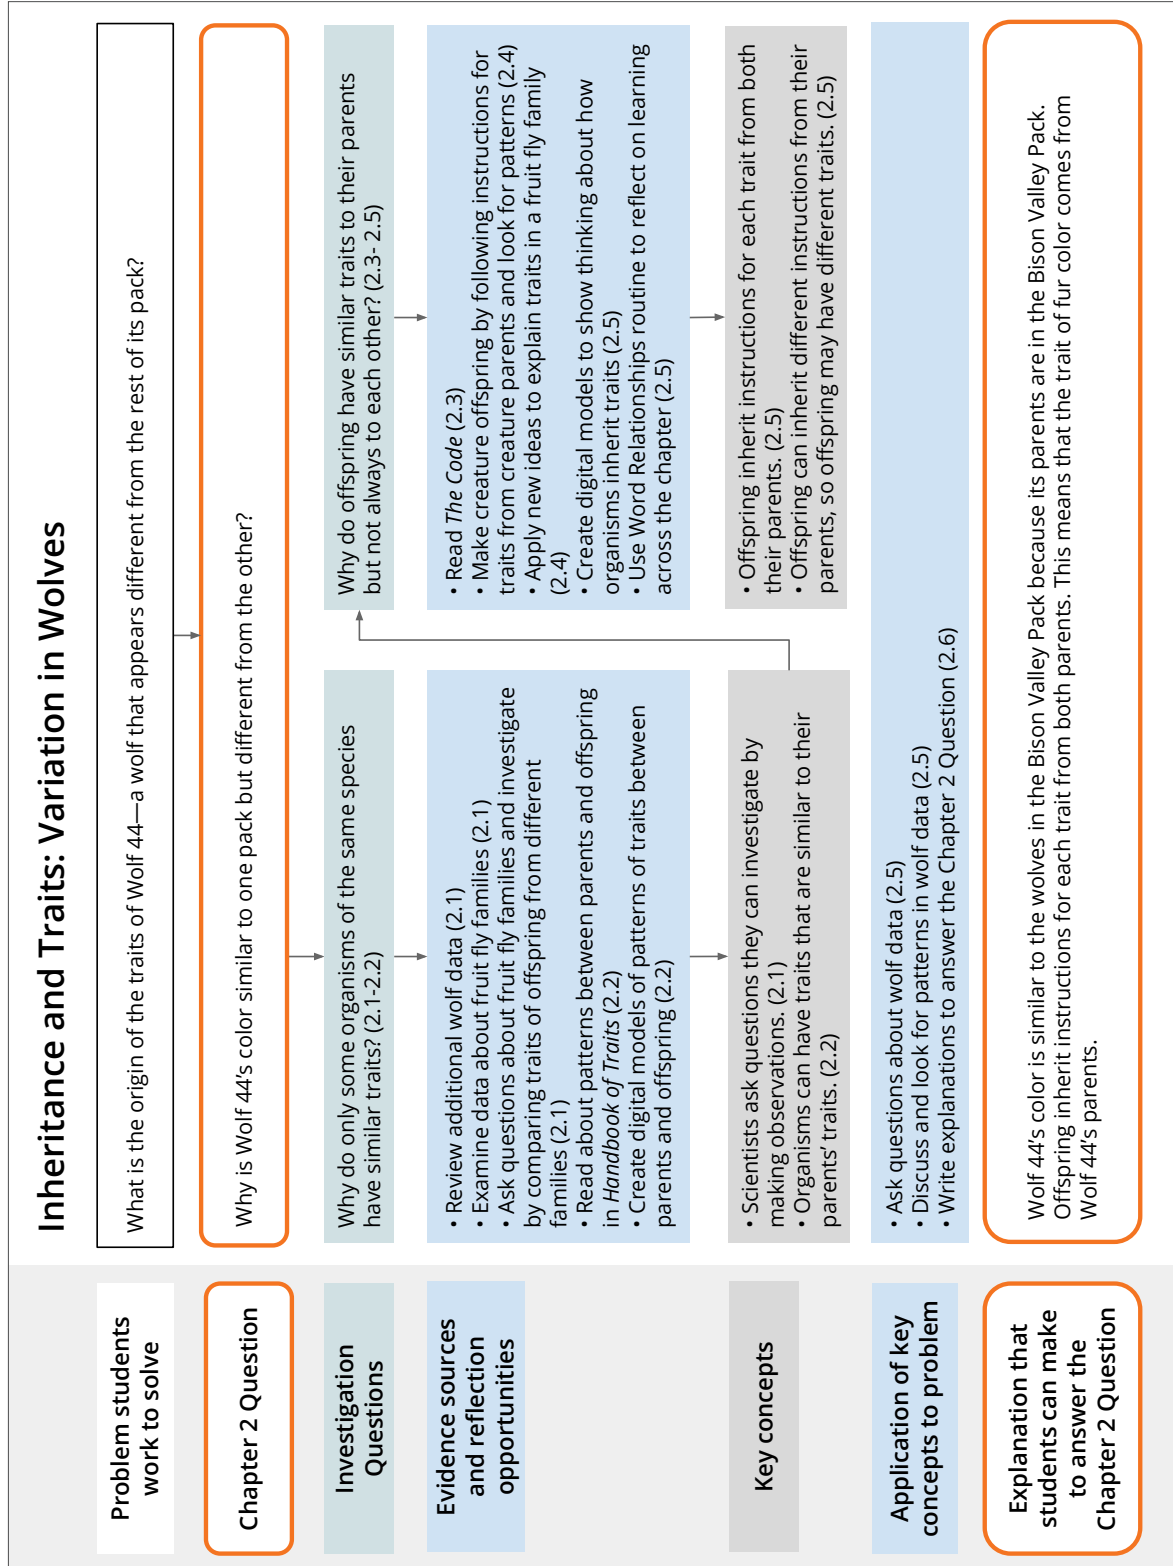 Inheritance and Traits: Variation in Wolves
Problem students
work to solve
What is the origin of the traits of Wolf 44—a wolf that appears different from the rest of its pack?
Chapter 2 Question
Why is Wolf 44's color similar to one pack but different from the other?
Investigation
Questions
Why do only some organisms of the same species
have similar traits? (2.1-2.2)
Why do offspring have similar traits to their parents
but not always to each other? (2.3- 2.5)
Evidence sources
and reflection
opportunities
• Review additional wolf data (2.1)
• Examine data about fruit fly families (2.1)
• Ask questions about fruit fly families and investigate
by comparing traits of offspring from different
families (2.1)
• Read about patterns between parents and offspring
in Handbook of Traits (2.2)
• Create digital models of patterns of traits between
parents and offspring (2.2)
• Read The Code (2.3)
• Make creature offspring by following instructions for
traits from creature parents and look for patterns (2.4)
• Apply new ideas to explain traits in a fruit fly family
(2.4)
• Create digital models to show thinking about how
organisms inherit traits (2.5)
• Use Word Relationships routine to reflect on learning
across the chapter (2.5)
Key concepts
• Scientists ask questions they can investigate by
making observations. (2.1)
• Organisms can have traits that are similar to their
parents' traits. (2.2)
• Offspring inherit instructions for each trait from both
their parents. (2.5)
• Offspring can inherit different instructions from their
parents, so offspring may have different traits. (2.5)
Application of key
concepts to problem
• Ask questions about wolf data (2.5)
• Discuss and look for patterns in wolf data (2.5)
• Write explanations to answer the Chapter 2 Question (2.6)
Explanation that
students can make
to answer the
Chapter 2 Question
Wolf 44's color is similar to the wolves in the Bison Valley Pack because its parents are in the Bison Valley Pack.
Offspring inherit instructions for each trait from both parents. This means that the trait of fur color comes from
Wolf 44's parents.